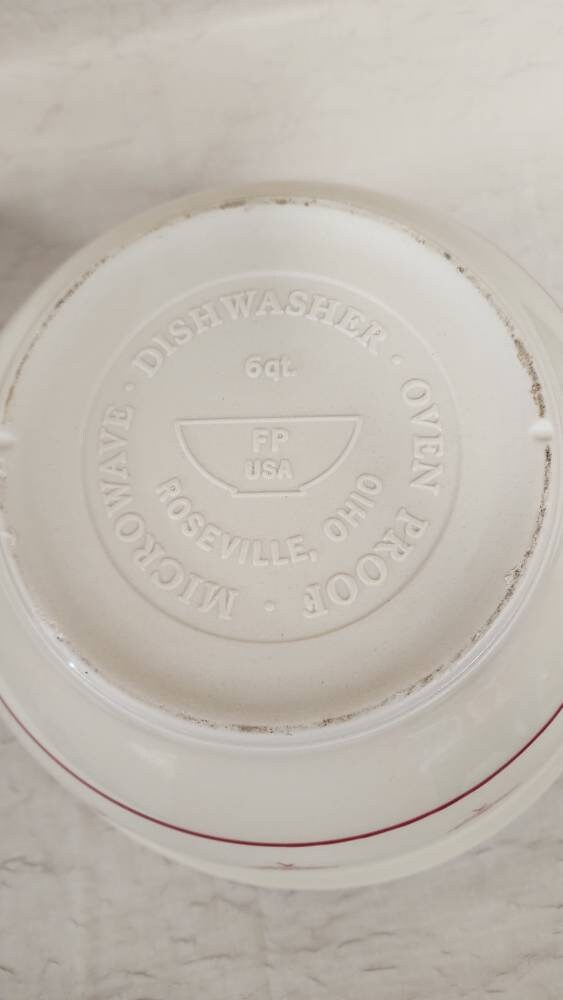 MICROWAVE · DISHWASHER · OVEN PROOF ·
6qt.
FP
USA
ROSEVILLE, OHIO